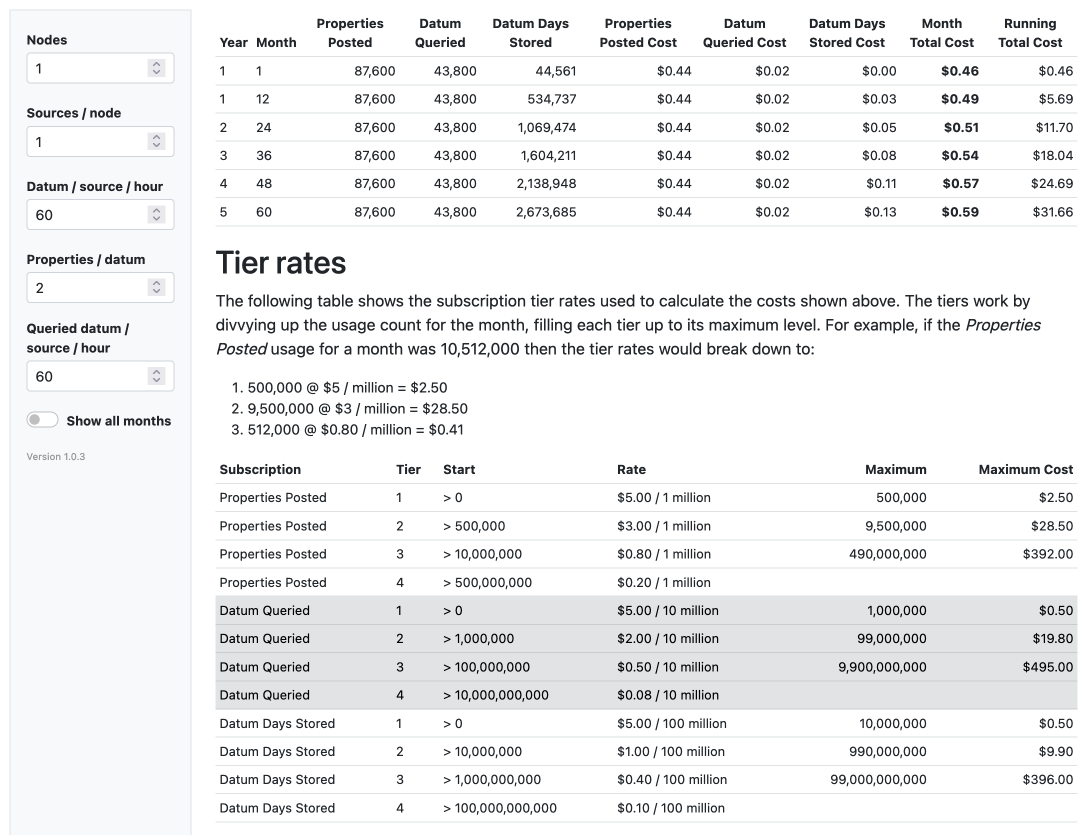 Nodes
1
Sources / node
1
Datum / source / hour
60
Properties / datum
2
Queried datum /
source / hour
60
Show all months
Version 1.0.3
Year Month Properties Posted Datum Queried Datum Days Stored Properties Posted Cost Datum Queried Cost Datum Days Stored Cost Month Total Cost Running Total Cost
1 1 87,600 43,800 44,561 $0.44 $0.02 $0.00 $0.46 $0.46
1 12 87,600 43,800 534,737 $0.44 $0.02 $0.03 $0.49 $5.69
2 24 87,600 43,800 1,069,474 $0.44 $0.02 $0.05 $0.51 $11.70
3 36 87,600 43,800 1,604,211 $0.44 $0.02 $0.08 $0.54 $18.04
4 48 87,600 43,800 2,138,948 $0.44 $0.02 $0.11 $0.57 $24.69
5 60 87,600 43,800 2,673,685 $0.44 $0.02 $0.13 $0.59 $31.66
Tier rates
The following table shows the subscription tier rates used to calculate the costs shown above. The tiers work by
divvying up the usage count for the month, filling each tier up to its maximum level. For example, if the Properties
Posted usage for a month was 10,512,000 then the tier rates would break down to:
1. 500,000 @ $5 / million = $2.50
2. 9,500,000 @ $3 / million = $28.50
3. 512,000 @ $0.80 / million = $0.41
Subscription Tier Start Rate Maximum Maximum Cost
Properties Posted 1 > 0 $5.00 / 1 million 500,000 $2.50
Properties Posted 2 > 500,000 $3.00 / 1 million 9,500,000 $28.50
Properties Posted 3 > 10,000,000 $0.80 / 1 million 490,000,000 $392.00
Properties Posted 4 > 500,000,000 $0.20 / 1 million
Datum Queried 1 > 0 $5.00 / 10 million 1,000,000 $0.50
Datum Queried 2 > 1,000,000 $2.00 / 10 million 99,000,000 $19.80
Datum Queried 3 > 100,000,000 $0.50 / 10 million 9,900,000,000 $495.00
Datum Queried 4 > 10,000,000,000 $0.08 / 10 million
Datum Days Stored 1 > 0 $5.00 / 100 million 10,000,000 $0.50
Datum Days Stored 2 > 10,000,000 $1.00 / 100 million 990,000,000 $9.90
Datum Days Stored 3 > 1,000,000,000 $0.40 / 100 million 99,000,000,000 $396.00
Datum Days Stored 4 > 100,000,000,000 $0.10 / 100 million